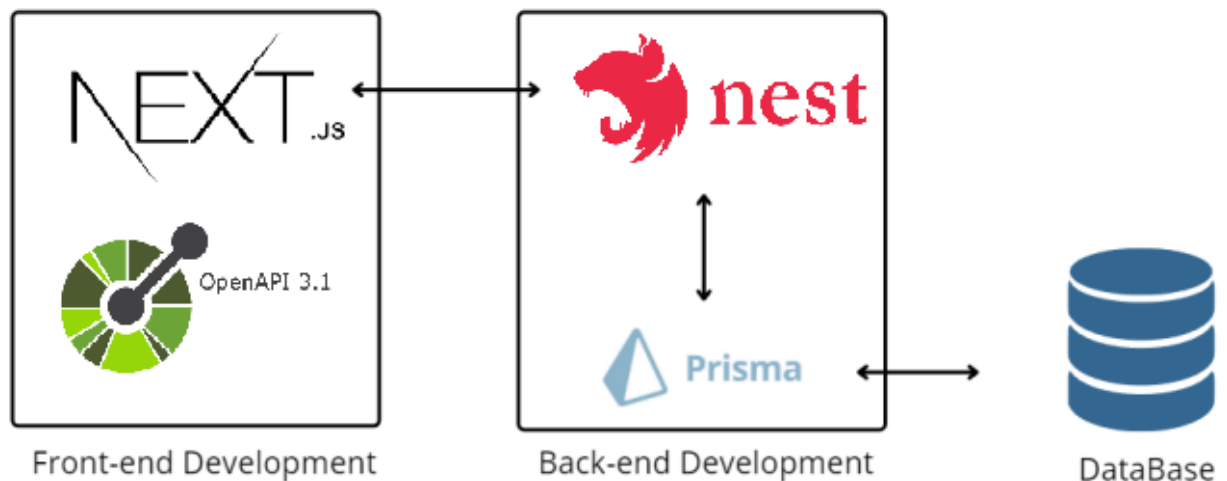 NEXT.JS
nest
OpenAPI 3.1
Prisma
Front-end Development
Back-end Development
DataBase